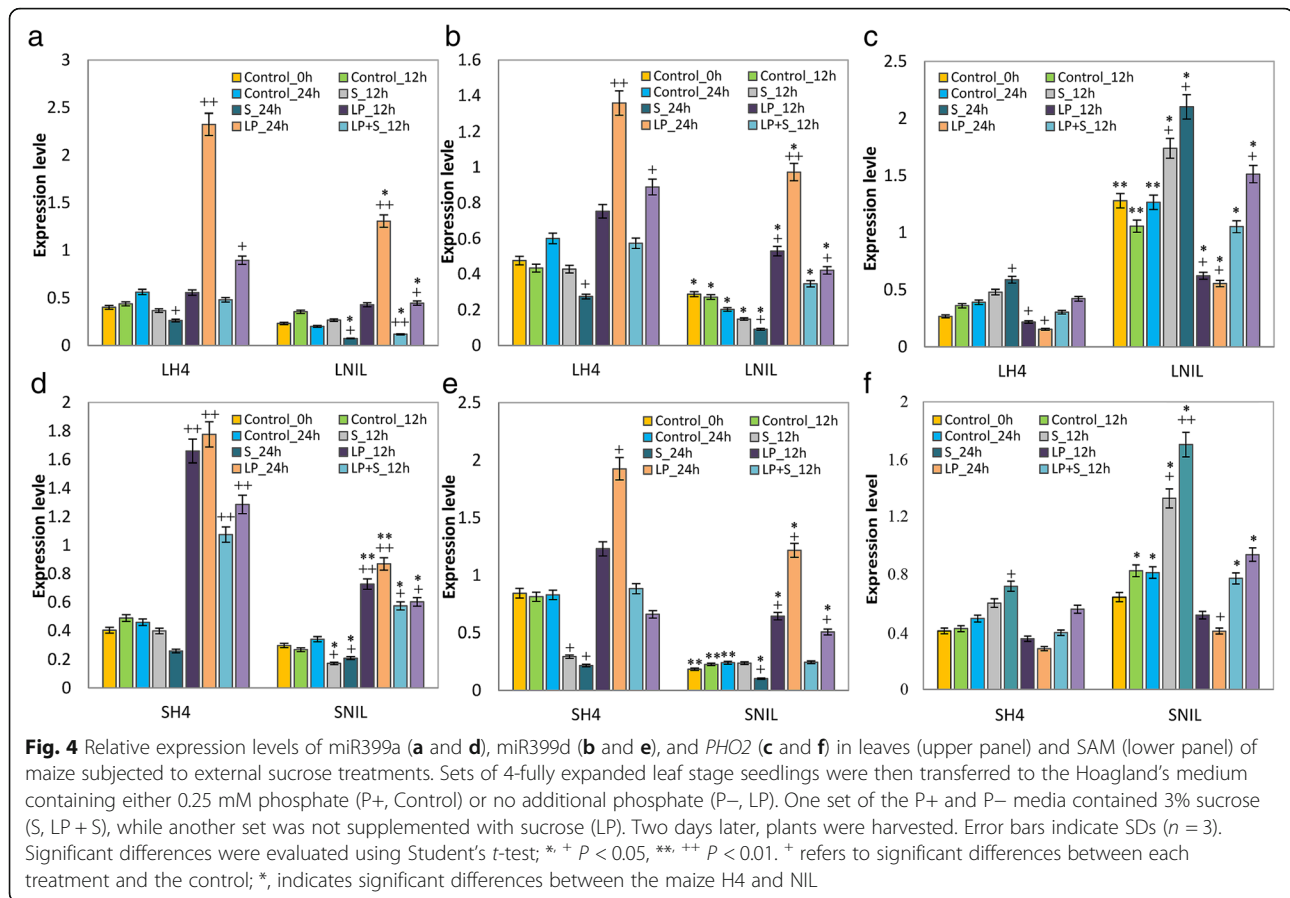 a
3
2.5
2
1.5
1
0.5
0
Expression levle
Control_0h Control_12h
Control_24h S_12h
S_24h LP_12h
LP_24h LP+S_12h
++
+
+
*
++
*
+
*
++
*
+
LH4 LNIL
b
1.6
1.4
1.2
1
0.8
0.6
0.4
0.2
0
Expression levle
Control_0h Control_12h
Control_24h S_12h
S_24h LP_12h
LP_24h LP+S_12h
++
+
+
*
++
*
+
* * * *
*
+
*
*
+
LH4 LNIL
c
2.5
2
1.5
1
0.5
0
Expression levle
Control_0h Control_12h
Control_24h S_12h
S_24h LP_12h
LP_24h LP+S_12h
*
+
*
+
** ** **
*
+
*
*
+
*
+
+
+ +
LH4 LNIL
d
2
1.8
1.6
1.4
1.2
1
0.8
0.6
0.4
0.2
0
Expression levle
Control_0h Control_12h
Control_24h S_12h
S_24h LP_12h
LP_24h LP+S_12h
++ ++
++ ++
**
++
**
++
*
+
*
+
*
+
*
+
SH4 SNIL
e
2.5
2
1.5
1
0.5
0
Expression levle
Control_0h Control_12h
Control_24h S_12h
S_24h LP_12h
LP_24h LP+S_12h
+
+ +
** ** **
*
+
*
+
*
+
*
+
SH4 SNIL
f
2
1.6
1.2
0.8
0.4
0
Expression level
Control_0h Control_12h
Control_24h S_12h
S_24h LP_12h
LP_24h LP+S_12h
+
* *
*
+
*
++
+
* *
SH4 SNIL
Fig. 4 Relative expression levels of miR399a (a and d), miR399d (b and e), and PHO2 (c and f) in leaves (upper panel) and SAM (lower panel) of
maize subjected to external sucrose treatments. Sets of 4-fully expanded leaf stage seedlings were then transferred to the Hoagland's medium
containing either 0.25 mM phosphate (P+, Control) or no additional phosphate (P−, LP). One set of the P+ and P− media contained 3% sucrose
(S, LP + S), while another set was not supplemented with sucrose (LP). Two days later, plants were harvested. Error bars indicate SDs (n = 3).
Significant differences were evaluated using Student's t-test; *, + P < 0.05, **, ++ P < 0.01. + refers to significant differences between each
treatment and the control; *, indicates significant differences between the maize H4 and NIL